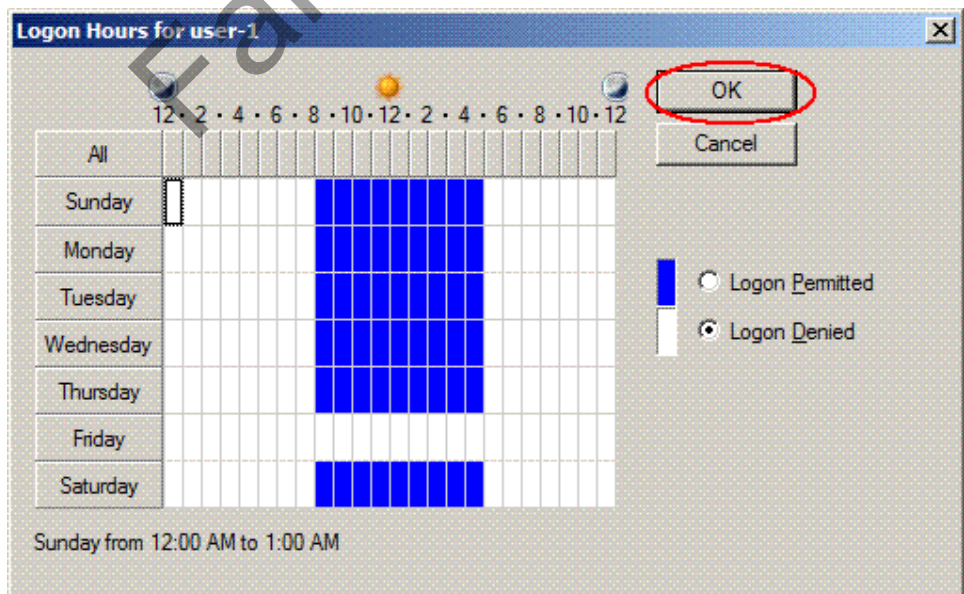 Logon Hours for user-1
OK
12 · 2 · 4 · 6 · 8 · 10 · 12 · 2 · 4 · 6 · 8 · 10 · 12
Cancel
All
Sunday
Monday
Tuesday
Logon Permitted
Wednesday
Logon Denied
Thursday
Friday
Saturday
Sunday from 12:00 AM to 1:00 AM